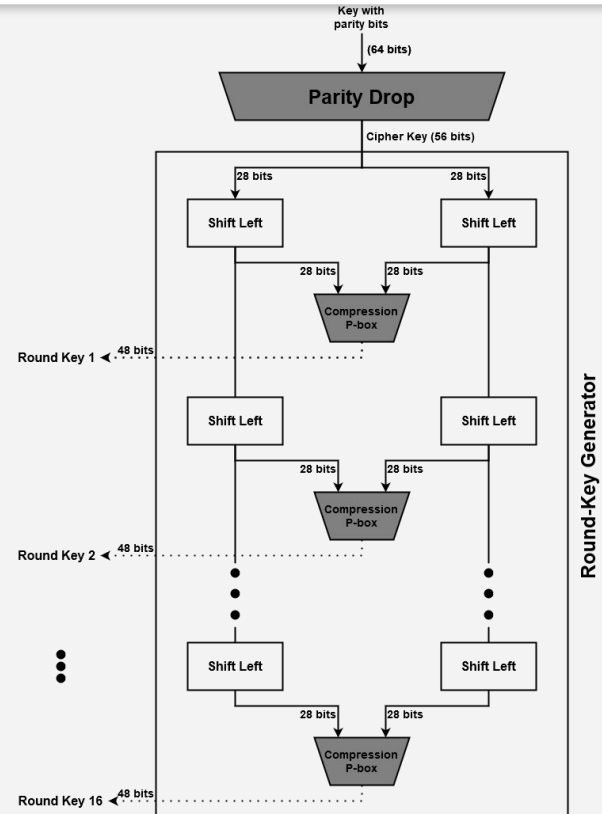 Key with
parity bits
(64 bits)
Parity Drop
Cipher Key (56 bits)
28 bits
28 bits
Shift Left
Shift Left
28 bits
28 bits
Compression
P-box
48 bits
Round Key 1
Shift Left
Shift Left
28 bits
28 bits
Compression
P-box
48 bits
Round Key 2
Shift Left
Shift Left
28 bits
28 bits
Compression
P-box
48 bits
Round Key 16
Round-Key Generator